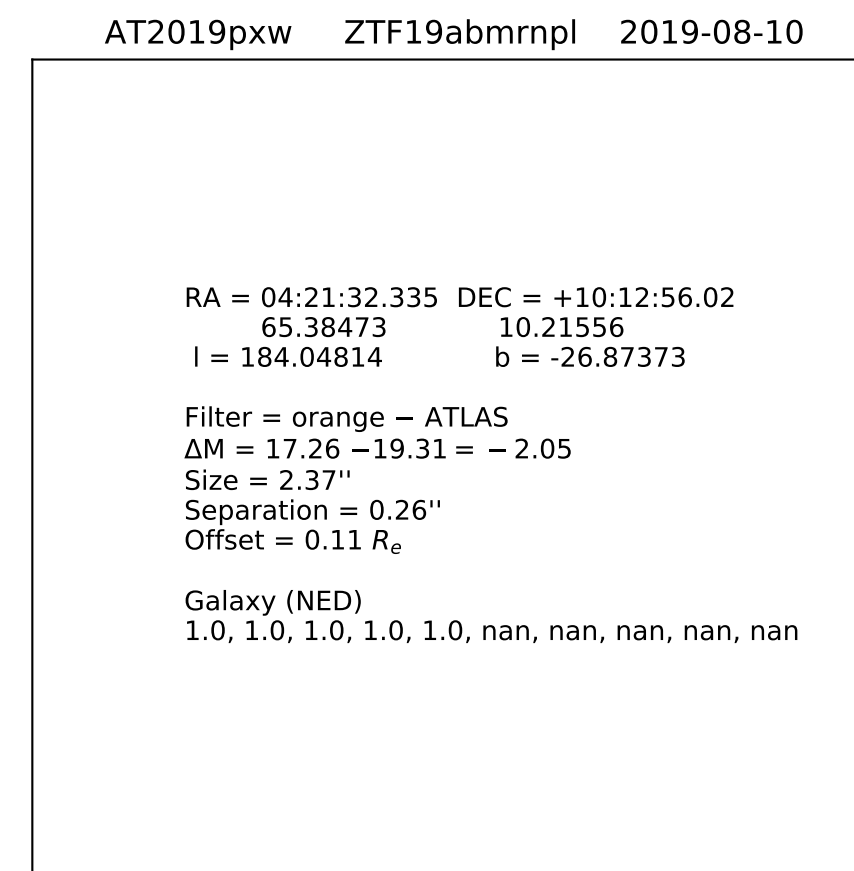 AT2019pxw ZTF19abmrnpl 2019-08-10
RA = 04:21:32.335 DEC = +10:12:56.02
65.38473 10.21556
l = 184.04814 b = -26.87373
Filter = orange − ATLAS
ΔM = 17.26 −19.31 = − 2.05
Size = 2.37''
Separation = 0.26''
Offset = 0.11 Rₑ
Galaxy (NED)
1.0, 1.0, 1.0, 1.0, 1.0, nan, nan, nan, nan, nan